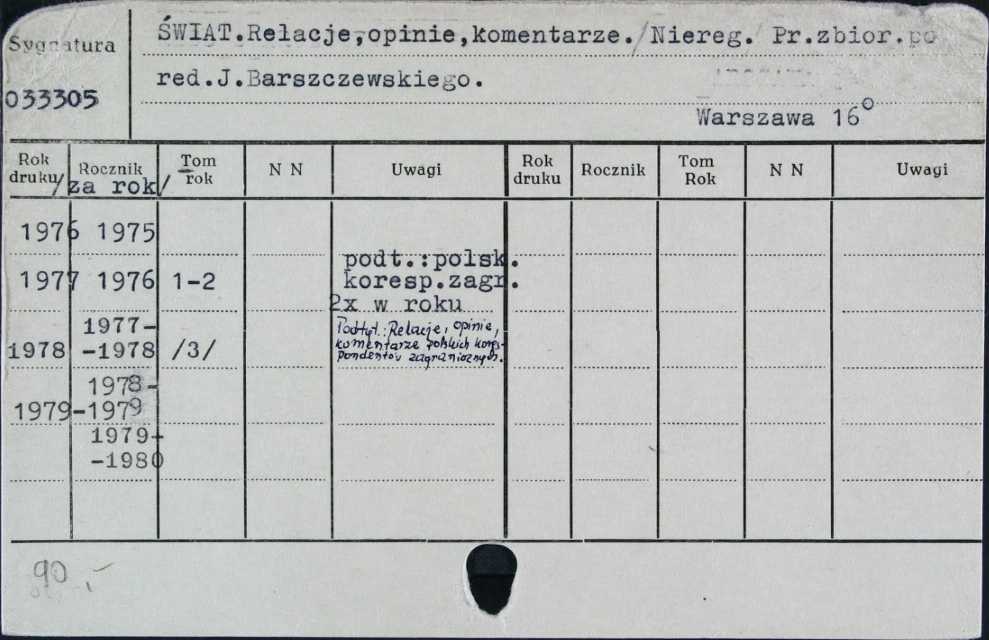 Sygnatura
033305
ŚWIAT.Relacje,opinie,komentarze./Niereg. Pr.zbior.po
red.J.Barszczewskiego.
Warszawa 16°
Rok druku Rocznik /za rok/ Tom rok N N Uwagi Rok druku Rocznik Tom Rok N N Uwagi
1976 1975
podt.:polsk.
1977 1976 1-2 koresp.zagr.
2x w roku
1977- Podtyt.: Relacje, opinie,
1978 -1978 /3/ komentarze polskich kores-
pondentów zagranicznych.
1978-
1979 -1979
1979-
-1980
90,-